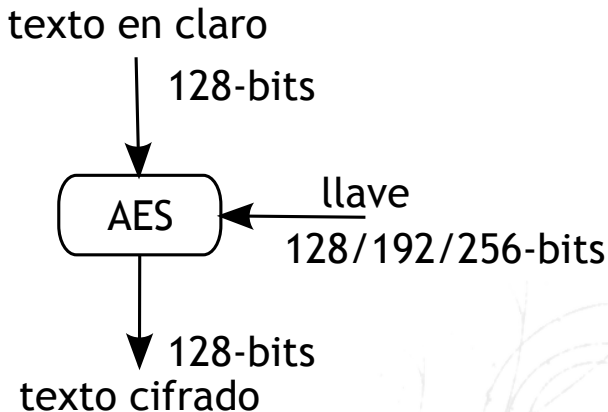 texto en claro
128-bits
llave
AES
128/192/256-bits
128-bits
texto cifrado